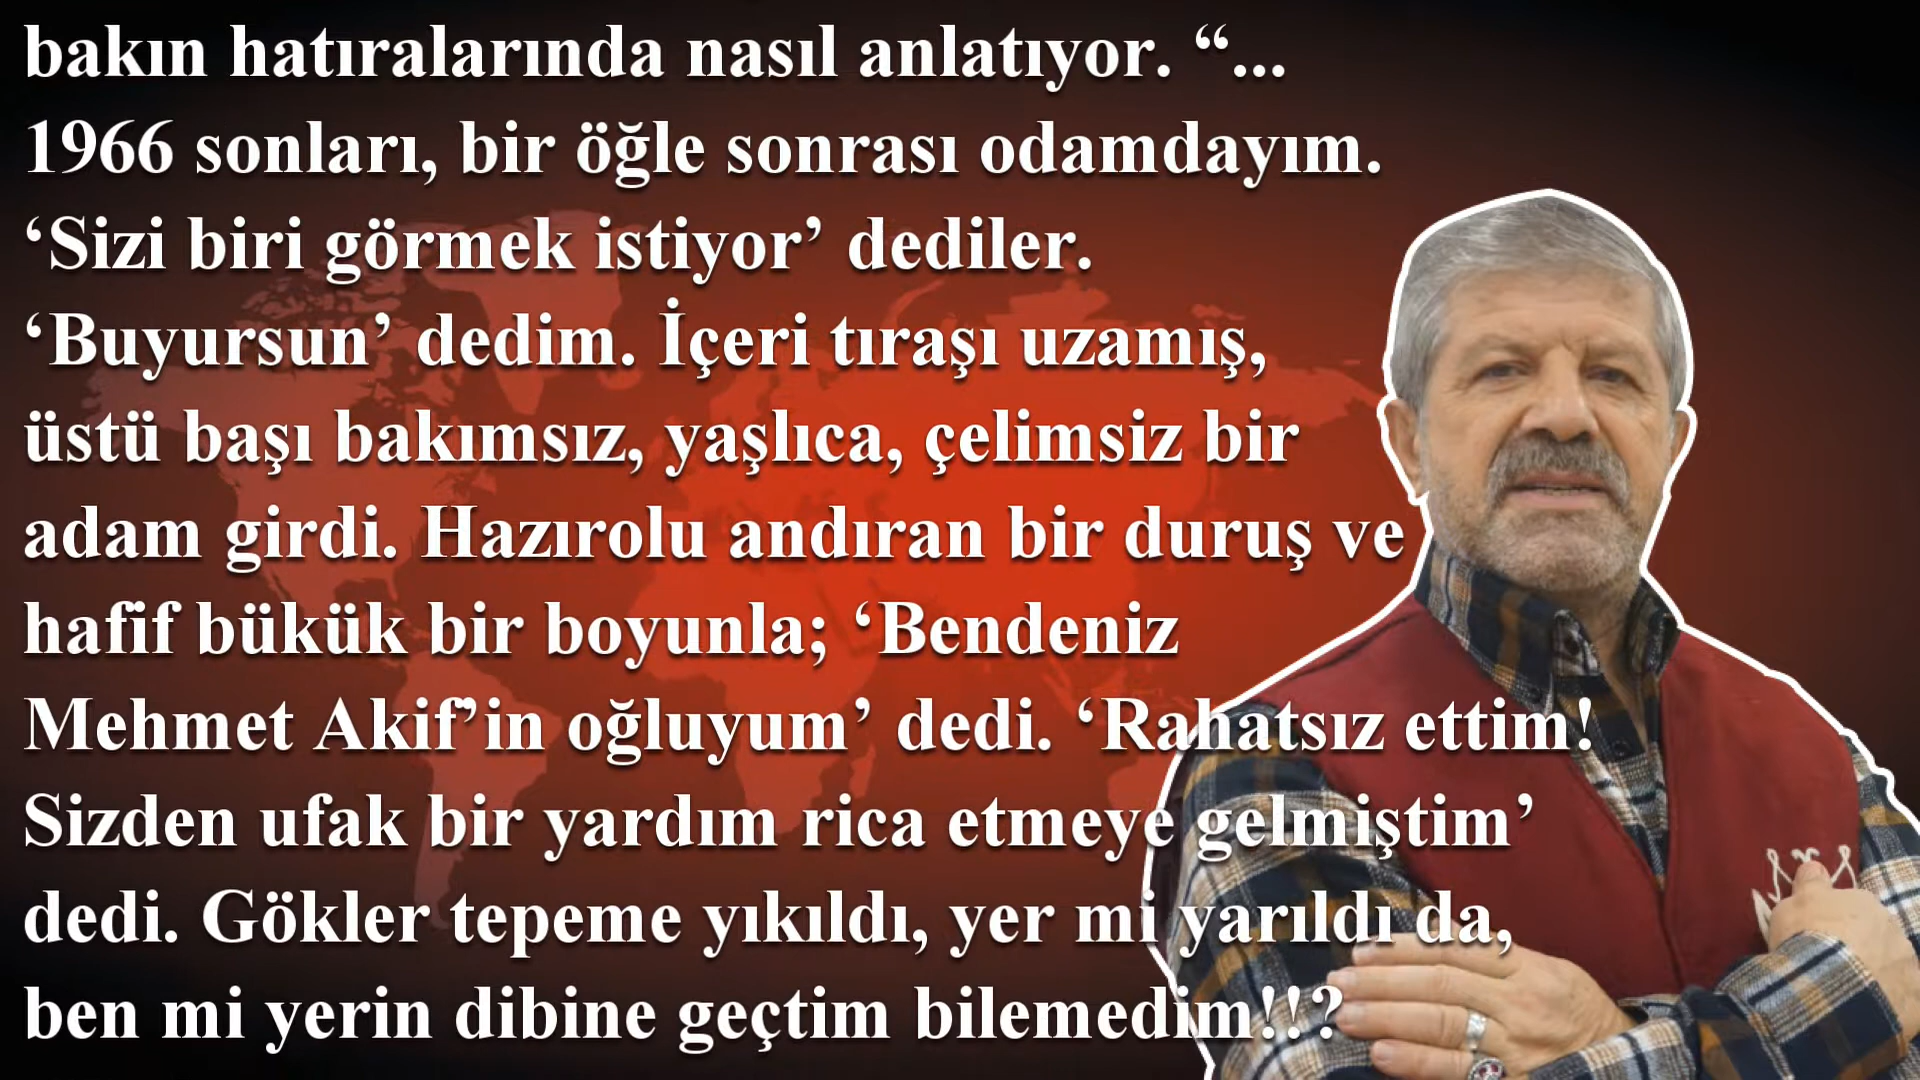 bakın hatıralarında nasıl anlatıyor. “...
1966 sonları, bir öğle sonrası odamdayım.
‘Sizi biri görmek istiyor’ dediler.
‘Buyursun’ dedim. İçeri tıraşı uzamış,
üstü başı bakımsız, yaşlıca, çelimsiz bir
adam girdi. Hazırolu andıran bir duruş ve
hafif bükük bir boyunla; ‘Bendeniz
Mehmet Akif’in oğluyum’ dedi. ‘Rahatsız ettim!
Sizden ufak bir yardım rica etmeye gelmiştim’
dedi. Gökler tepeme yıkıldı, yer mi yarıldı da,
ben mi yerin dibine geçtim bilemedim!!?